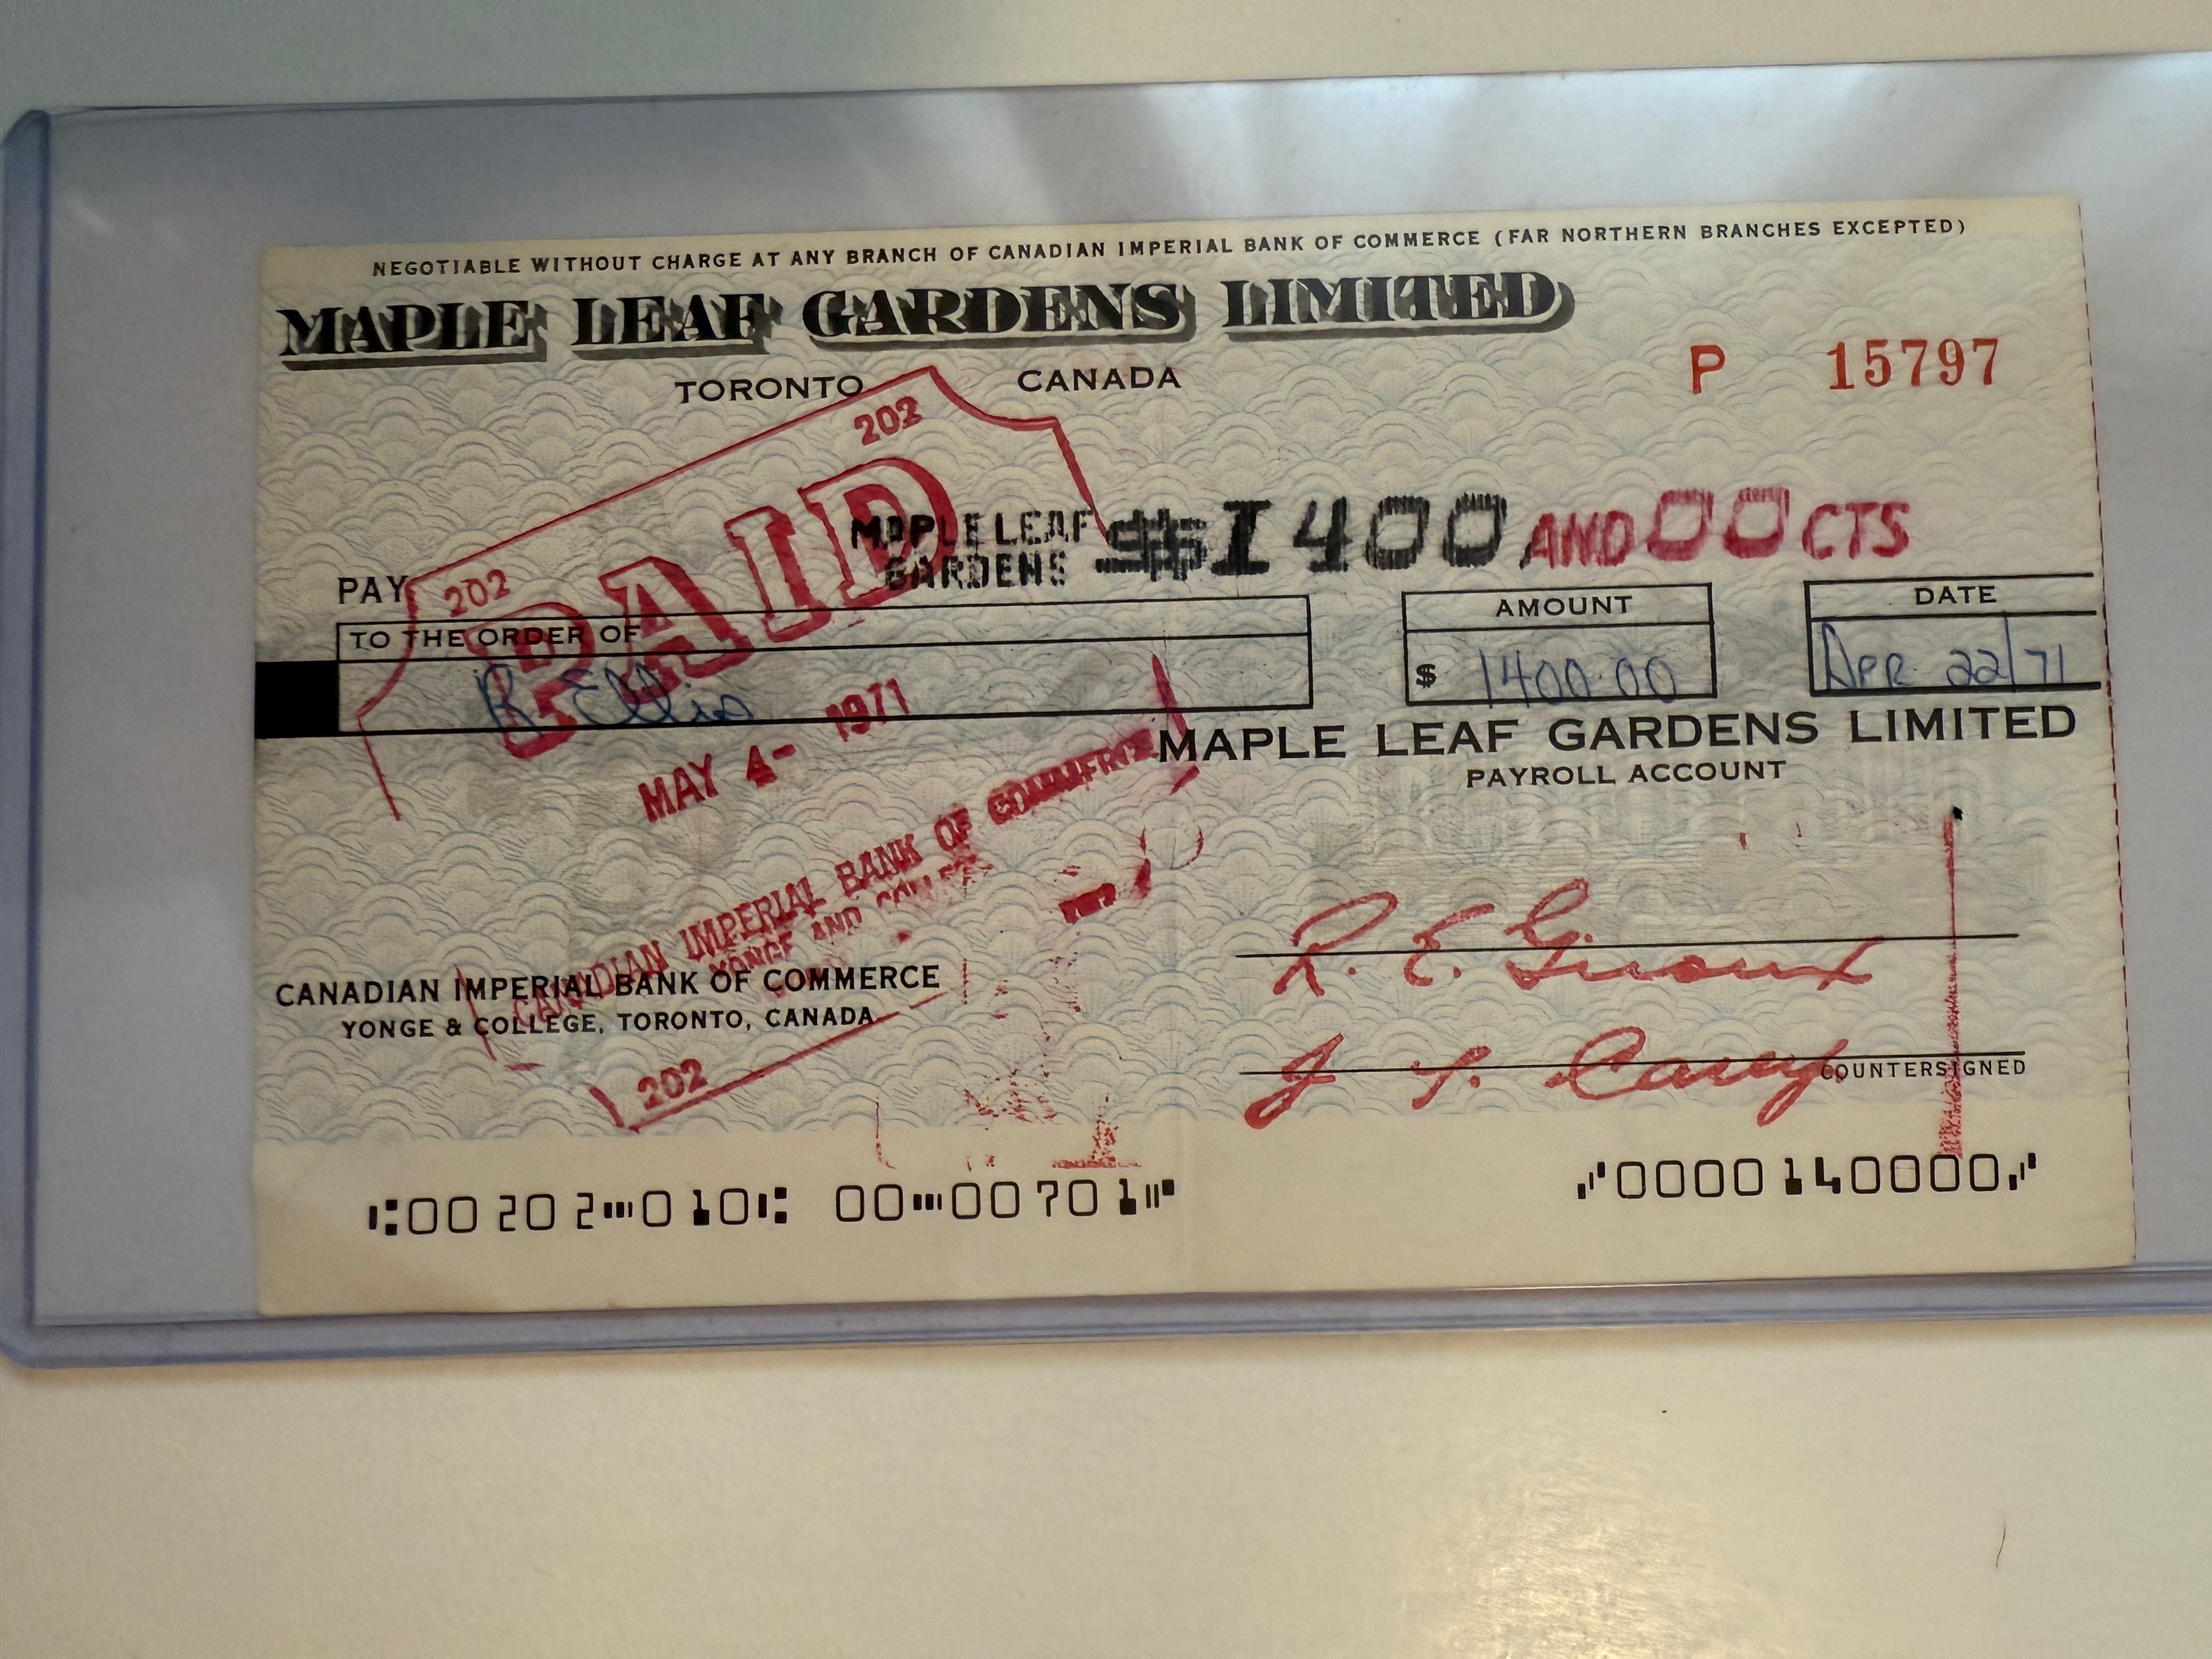 NEGOTIABLE WITHOUT CHARGE AT ANY BRANCH OF CANADIAN IMPERIAL BANK OF COMMERCE (FAR NORTHERN BRANCHES EXCEPTED)
MAPLE LEAF GARDENS LIMITED
TORONTO CANADA
P 15797
202
PAID
MAPLE LEAF GARDENS $1400 AND 00 CTS
PAY
202
TO THE ORDER OF
R Ellis
AMOUNT
$ 1400.00
DATE
APR 22/71
MAY 4- 1971
MAPLE LEAF GARDENS LIMITED
PAYROLL ACCOUNT
CANADIAN IMPERIAL BANK OF COMMERCE
YONGE AND
R. E. Giroux
CANADIAN IMPERIAL BANK OF COMMERCE
YONGE & COLLEGE, TORONTO, CANADA
202
COUNTERSIGNED
00202 010 00 00701
0000140000